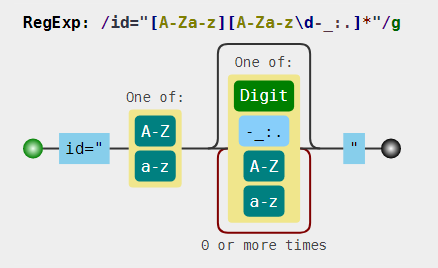 RegExp: /id="[A-Za-z][A-Za-z\d-_:.]*"/g
One of:
Digit
-_:.
A-Z
a-z
One of:
A-Z
a-z
id="
"
0 or more times